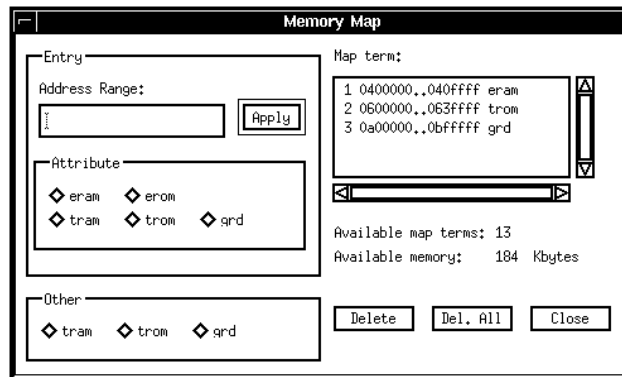 Memory Map
Entry
Address Range:
Apply
Attribute
eram erom
tram trom grd
Other
tram trom grd
Map term:
1 0400000..040ffff eram
2 0600000..063ffff trom
3 0a00000..0bfffff grd
Available map terms: 13
Available memory: 184 Kbytes
Delete Del. All Close